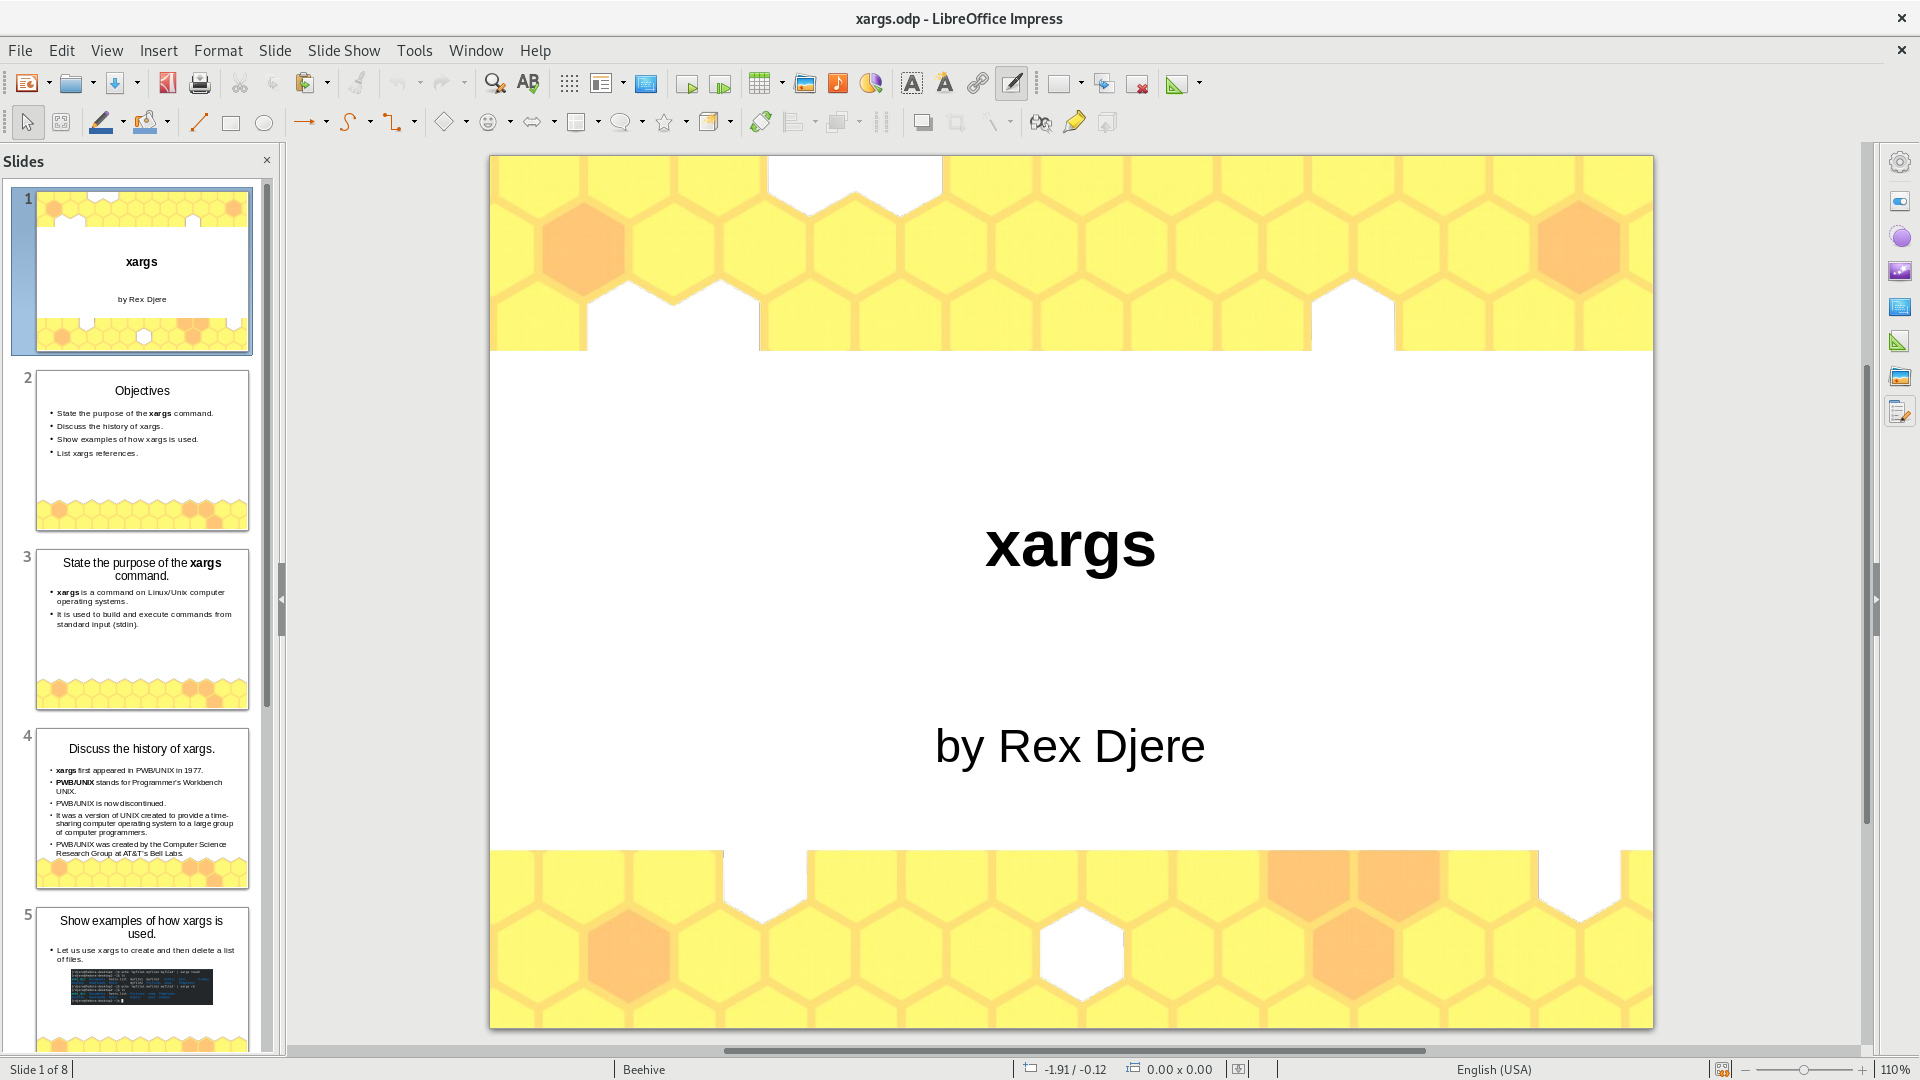 xargs.odp - LibreOffice Impress
File Edit View Insert Format Slide Slide Show Tools Window Help
Slides
1
xargs
by Rex Djere
2
Objectives
• State the purpose of the xargs command.
• Discuss the history of xargs.
• Show examples of how xargs is used.
• List xargs references.
3
State the purpose of the xargs
command.
• xargs is a command on Linux/Unix computer
operating systems.
• It is used to build and execute commands from
standard input (stdin).
4
Discuss the history of xargs.
• xargs first appeared in PWB/UNIX in 1977.
• PWB/UNIX stands for Programmer's Workbench
UNIX.
• PWB/UNIX is now discontinued.
• It was a version of UNIX created to provide a time-
sharing computer operating system to a large group
of computer programmers.
• PWB/UNIX was created by the Computer Science
Research Group at AT&T's Bell Labs.
5
Show examples of how xargs is
used.
• Let us use xargs to create and then delete a list
of files.
xargs
by Rex Djere
Slide 1 of 8
Beehive
-1.91 / -0.12
0.00 x 0.00
English (USA)
110%